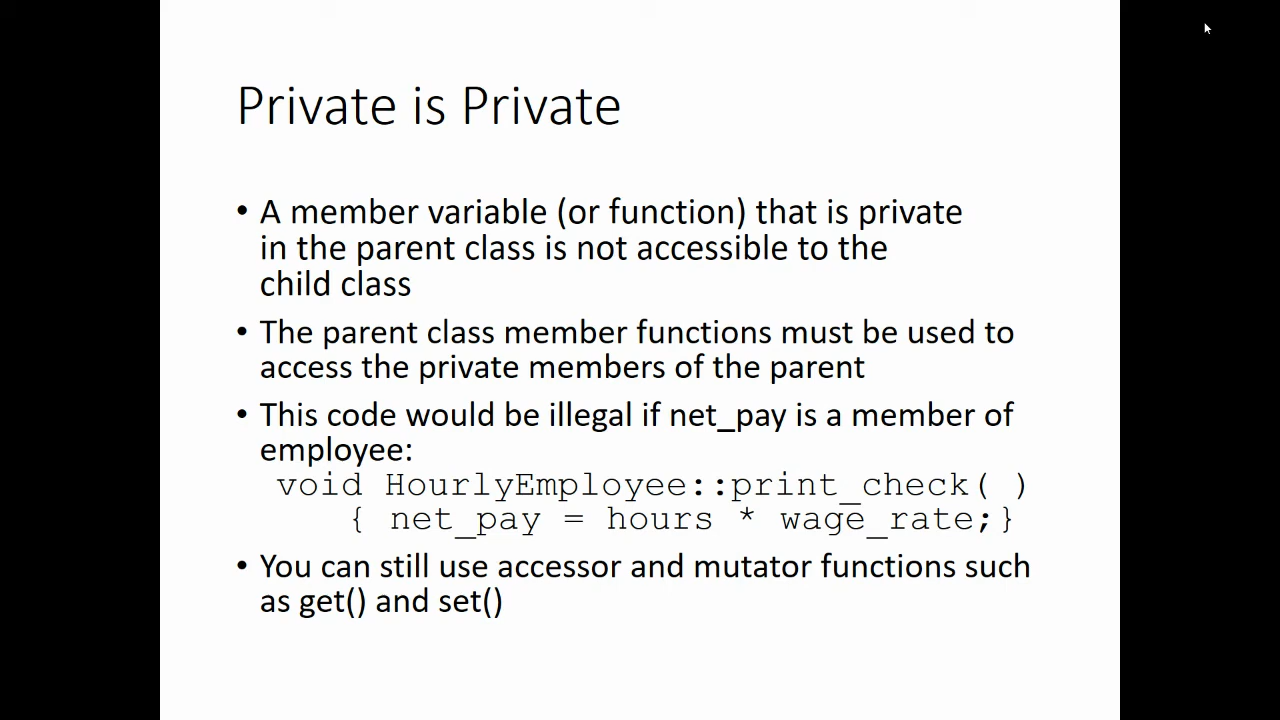 Private is Private
• A member variable (or function) that is private
in the parent class is not accessible to the
child class
• The parent class member functions must be used to
access the private members of the parent
• This code would be illegal if net_pay is a member of
employee:
void HourlyEmployee::print_check( )
{ net_pay = hours * wage_rate;}
• You can still use accessor and mutator functions such
as get() and set()